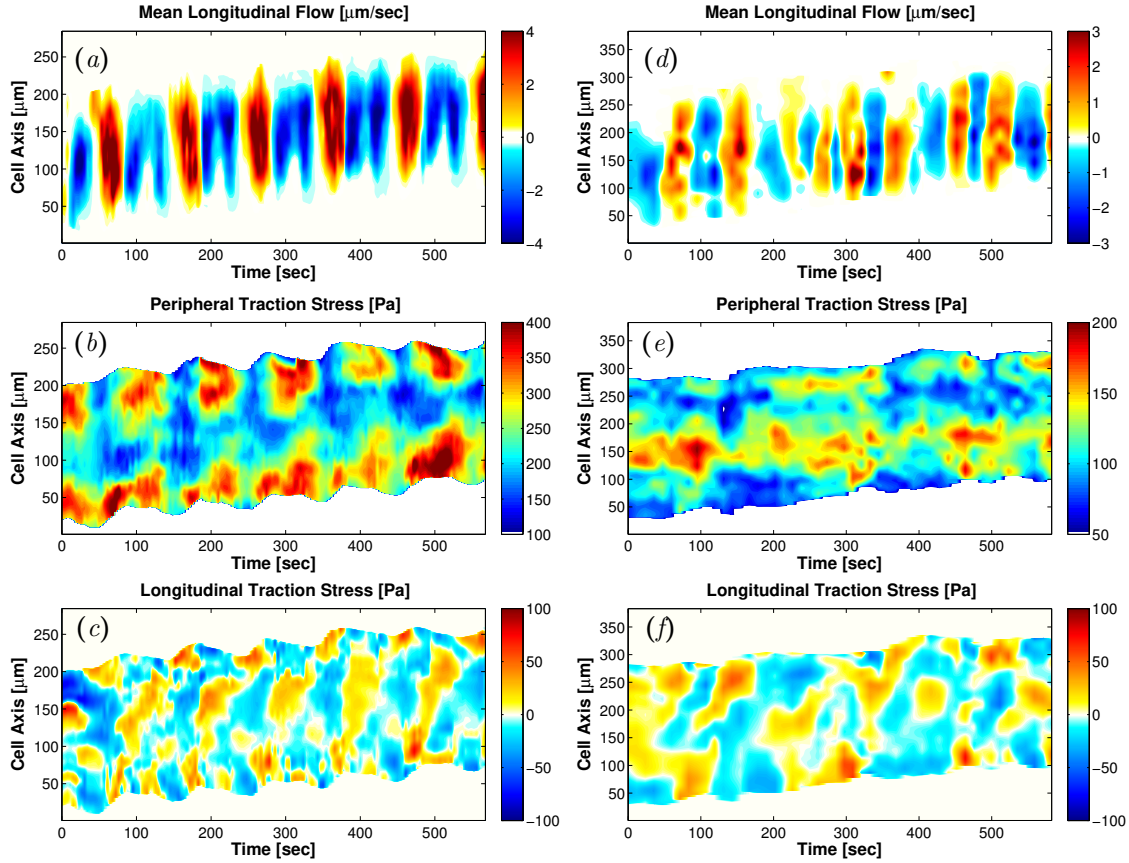 Mean Longitudinal Flow [μm/sec]
(a)
Cell Axis [μm]
250
200
150
100
50
0 100 200 300 400 500
Time [sec]
4
2
0
−2
−4
Mean Longitudinal Flow [μm/sec]
(d)
Cell Axis [μm]
350
300
250
200
150
100
50
0 100 200 300 400 500
Time [sec]
3
2
1
0
−1
−2
−3
Peripheral Traction Stress [Pa]
(b)
Cell Axis [μm]
250
200
150
100
50
0 100 200 300 400 500
Time [sec]
400
350
300
250
200
150
100
Peripheral Traction Stress [Pa]
(e)
Cell Axis [μm]
350
300
250
200
150
100
50
0 100 200 300 400 500
Time [sec]
200
150
100
50
Longitudinal Traction Stress [Pa]
(c)
Cell Axis [μm]
250
200
150
100
50
0 100 200 300 400 500
Time [sec]
100
50
0
−50
−100
Longitudinal Traction Stress [Pa]
(f)
Cell Axis [μm]
350
300
250
200
150
100
50
0 100 200 300 400 500
Time [sec]
100
50
0
−50
−100